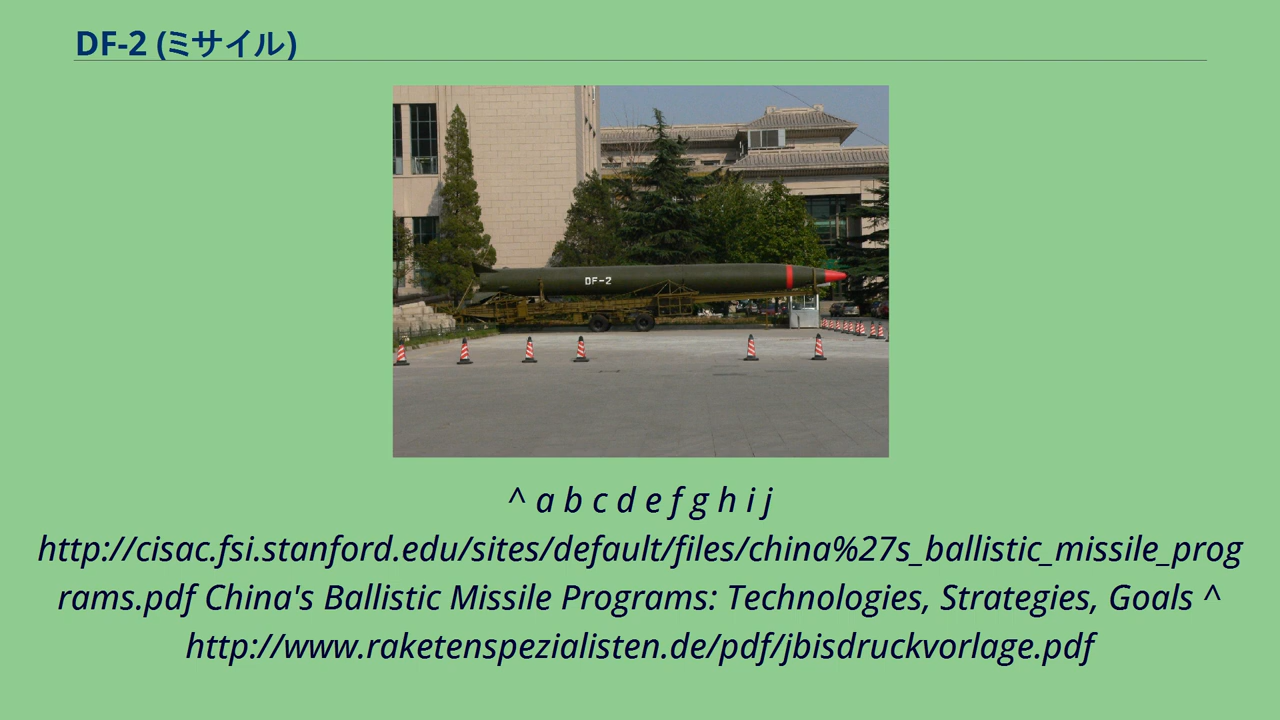 DF-2 (ミサイル)
DF-2
^ a b c d e f g h i j
http://cisac.fsi.stanford.edu/sites/default/files/china%27s_ballistic_missile_prog
rams.pdf China's Ballistic Missile Programs: Technologies, Strategies, Goals ^
http://www.raketenspezialisten.de/pdf/jbisdruckvorlage.pdf